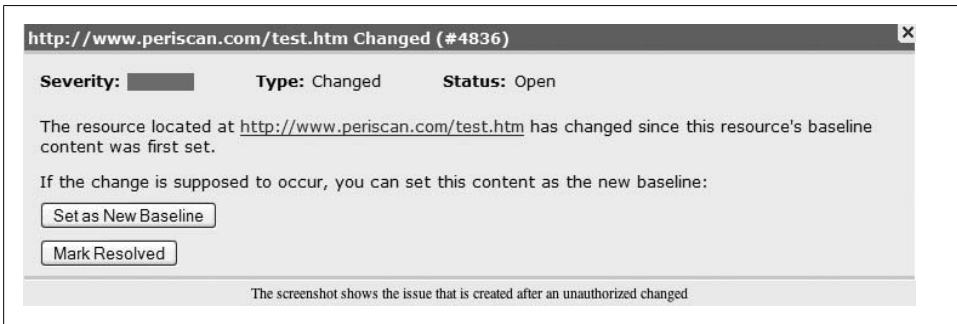 http://www.periscan.com/test.htm Changed (#4836)
Severity: Type: Changed Status: Open
The resource located at http://www.periscan.com/test.htm has changed since this resource's baseline
content was first set.
If the change is supposed to occur, you can set this content as the new baseline:
Set as New Baseline
Mark Resolved
The screenshot shows the issue that is created after an unauthorized changed